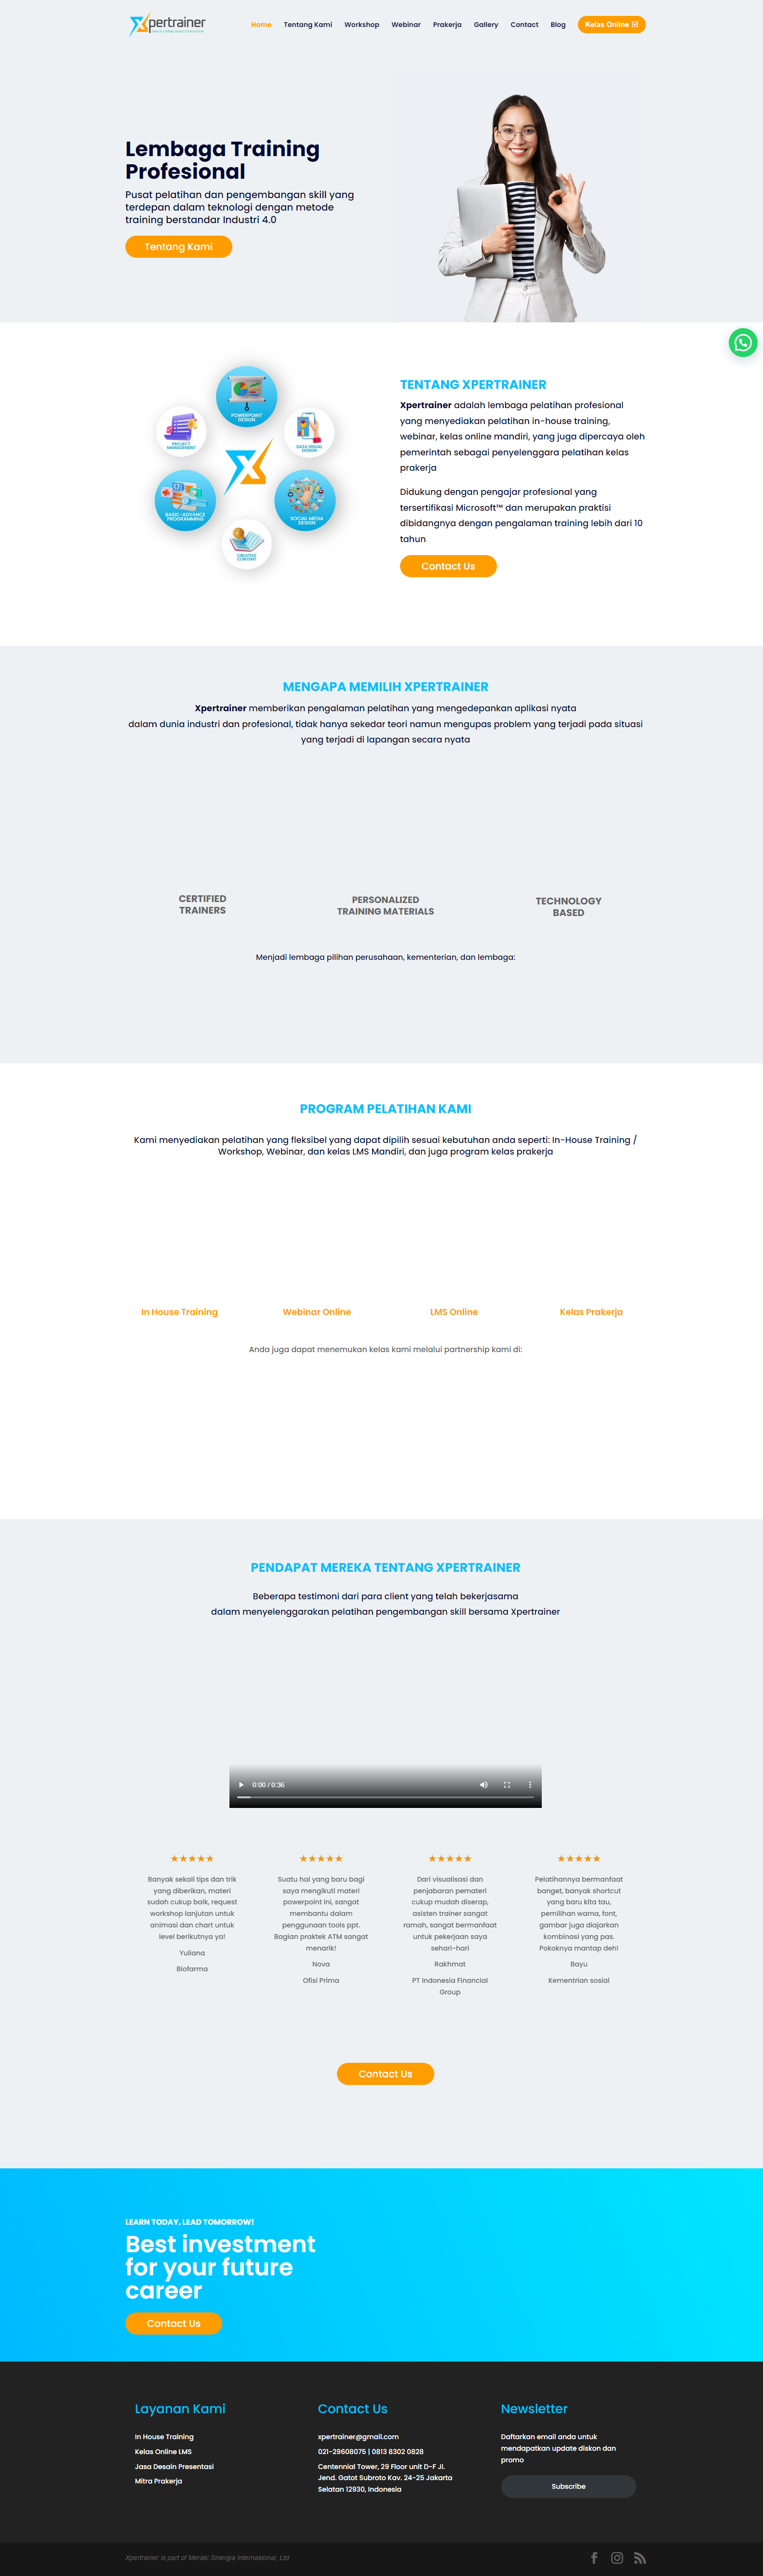 Xpertrainer
Home
Tentang Kami
Workshop
Webinar
Prakerja
Gallery
Contact
Blog
Kelas Online
Lembaga Training
Profesional
Pusat pelatihan dan pengembangan skill yang
terdepan dalam teknologi dengan metode
training berstandar Industri 4.0
Tentang Kami
POWERPOINT
DESIGN
PROJECT
MANAGEMENT
DATA VISUAL
DESIGN
BASIC-ADVANCE
PROGRAMMING
SOCIAL MEDIA
DESIGN
CREATIVE
CONTENT
TENTANG XPERTRAINER
Xpertrainer adalah lembaga pelatihan profesional
yang menyediakan pelatihan in-house training,
webinar, kelas online mandiri, yang juga dipercaya oleh
pemerintah sebagai penyelenggara pelatihan kelas
prakerja
Didukung dengan pengajar profesional yang
tersertifikasi Microsoft™ dan merupakan praktisi
dibidangnya dengan pengalaman training lebih dari 10
tahun
Contact Us
MENGAPA MEMILIH XPERTRAINER
Xpertrainer memberikan pengalaman pelatihan yang mengedepankan aplikasi nyata
dalam dunia industri dan profesional, tidak hanya sekedar teori namun mengupas problem yang terjadi pada situasi
yang terjadi di lapangan secara nyata
CERTIFIED
TRAINERS
PERSONALIZED
TRAINING MATERIALS
TECHNOLOGY
BASED
Menjadi lembaga pilihan perusahaan, kementerian, dan lembaga:
PROGRAM PELATIHAN KAMI
Kami menyediakan pelatihan yang fleksibel yang dapat dipilih sesuai kebutuhan anda seperti: In-House Training /
Workshop, Webinar, dan kelas LMS Mandiri, dan juga program kelas prakerja
In House Training
Webinar Online
LMS Online
Kelas Prakerja
Anda juga dapat menemukan kelas kami melalui partnership kami di:
PENDAPAT MEREKA TENTANG XPERTRAINER
Beberapa testimoni dari para client yang telah bekerjasama
dalam menyelenggarakan pelatihan pengembangan skill bersama Xpertrainer
0:00 / 0:36
★★★★★
Banyak sekali tips dan trik
yang diberikan, materi
sudah cukup baik, request
workshop lanjutan untuk
animasi dan chart untuk
level berikutnya ya!
Yuliana
Biofarma
★★★★★
Suatu hal yang baru bagi
saya mengikuti materi
powerpoint ini, sangat
membantu dalam
penggunaan tools ppt.
Bagian praktek ATM sangat
menarik!
Nova
Ofisi Prima
★★★★★
Dari visualisasi dan
penjabaran pemateri
cukup mudah diserap,
asisten trainer sangat
ramah, sangat bermanfaat
untuk pekerjaan saya
sehari-hari
Rakhmat
PT Indonesia Financial
Group
★★★★★
Pelatihannya bermanfaat
banget, banyak shortcut
yang baru kita tau,
pemilihan warna, font,
gambar juga diajarkan
kombinasi yang pas.
Pokoknya mantap deh!
Bayu
Kementrian sosial
Contact Us
LEARN TODAY, LEAD TOMORROW!
Best investment
for your future
career
Contact Us
Layanan Kami
In House Training
Kelas Online LMS
Jasa Desain Presentasi
Mitra Prakerja
Contact Us
xpertrainer@gmail.com
021-29608075 | 0813 8302 0828
Centennial Tower, 29 Floor unit D-F Jl.
Jend. Gatot Subroto Kav. 24-25 Jakarta
Selatan 12930, Indonesia
Newsletter
Daftarkan email anda untuk
mendapatkan update diskon dan
promo
Subscribe
Xpertrainer is part of Meraki Sinergia Internasional, Ltd